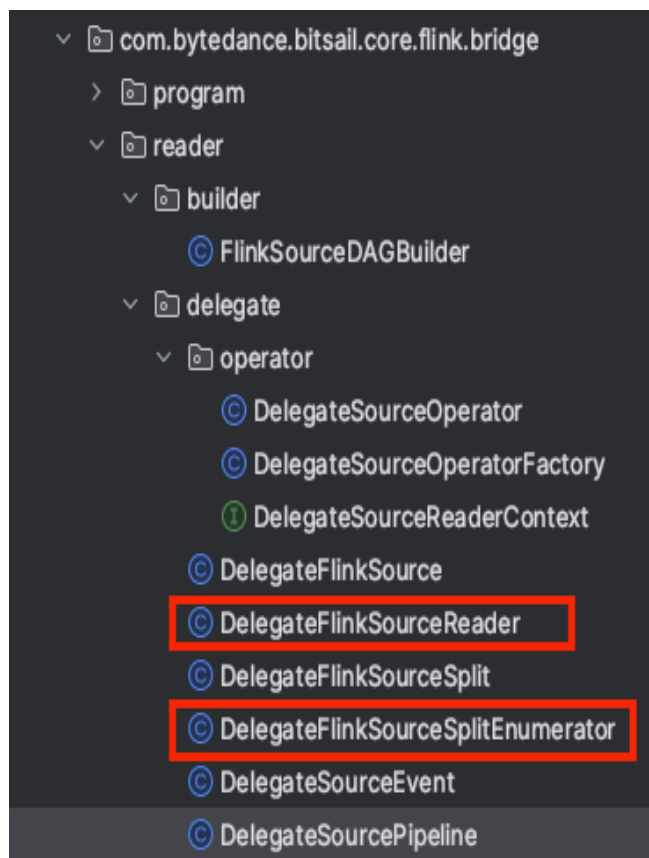 com.bytedance.bitsail.core.flink.bridge
program
reader
builder
FlinkSourceDAGBuilder
delegate
operator
DelegateSourceOperator
DelegateSourceOperatorFactory
DelegateSourceReaderContext
DelegateFlinkSource
DelegateFlinkSourceReader
DelegateFlinkSourceSplit
DelegateFlinkSourceSplitEnumerator
DelegateSourceEvent
DelegateSourcePipeline